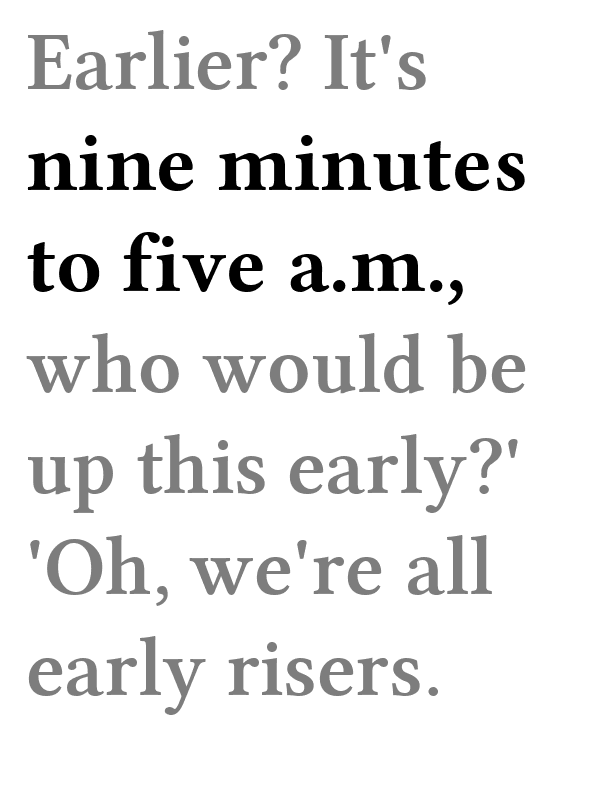 Earlier? It's
nine minutes
to five a.m.,
who would be
up this early?'
'Oh, we're all
early risers.